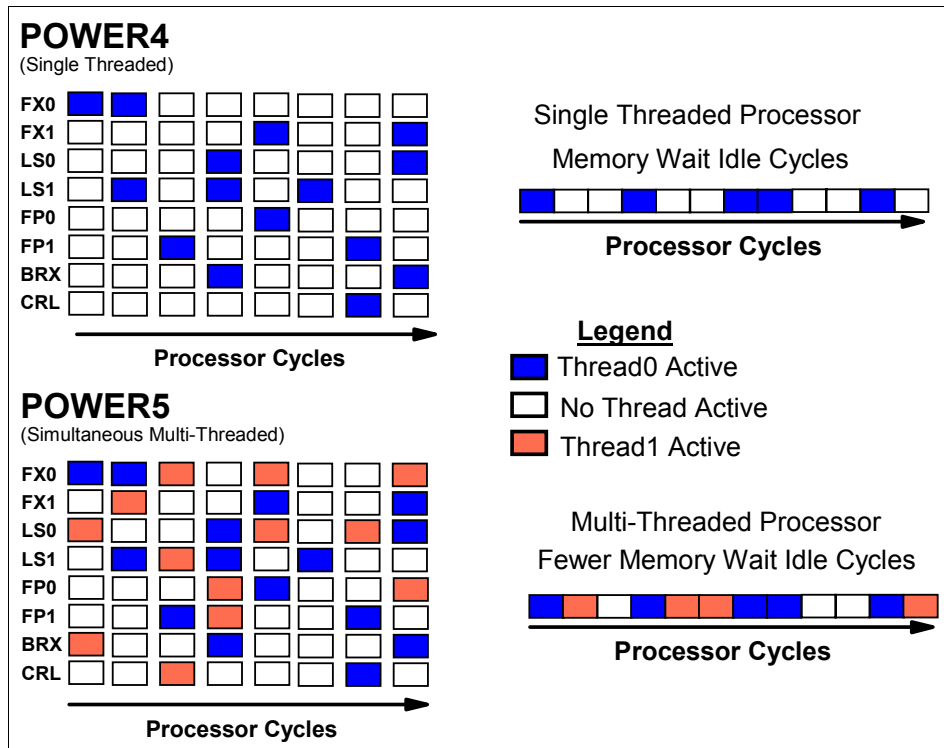 POWER4
(Single Threaded)
FX0
FX1
LS0
LS1
FP0
FP1
BRX
CRL
Processor Cycles
Single Threaded Processor
Memory Wait Idle Cycles
Processor Cycles
Legend
Thread0 Active
No Thread Active
Thread1 Active
POWER5
(Simultaneous Multi-Threaded)
FX0
FX1
LS0
LS1
FP0
FP1
BRX
CRL
Processor Cycles
Multi-Threaded Processor
Fewer Memory Wait Idle Cycles
Processor Cycles